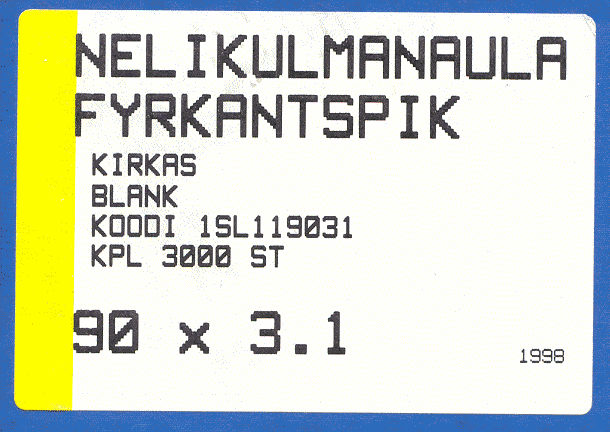 NELIKULMANAULA
FYRKANTSPIK
KIRKAS
BLANK
KOODI 1SL119031
KPL 3000 ST
90 x 3.1
1998